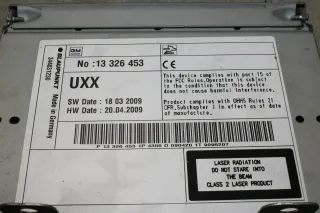 BLAUPUNKT
Made in Germany
No : 13 326 453
CE
UXX
SW Date : 18 03 2009
HW Date : 20.04.2009
This device complies with part 15 of
the FCC Rules, Operation is subject
to the condition that this device
does not cause harmful interference.
Product complies with DHHS Rules 21
CFR, Subchapter J in effect at date
of manufacture.
LASER RADIATION
DO NOT STARE INTO
THE BEAM
CLASS 2 LASER PRODUCT